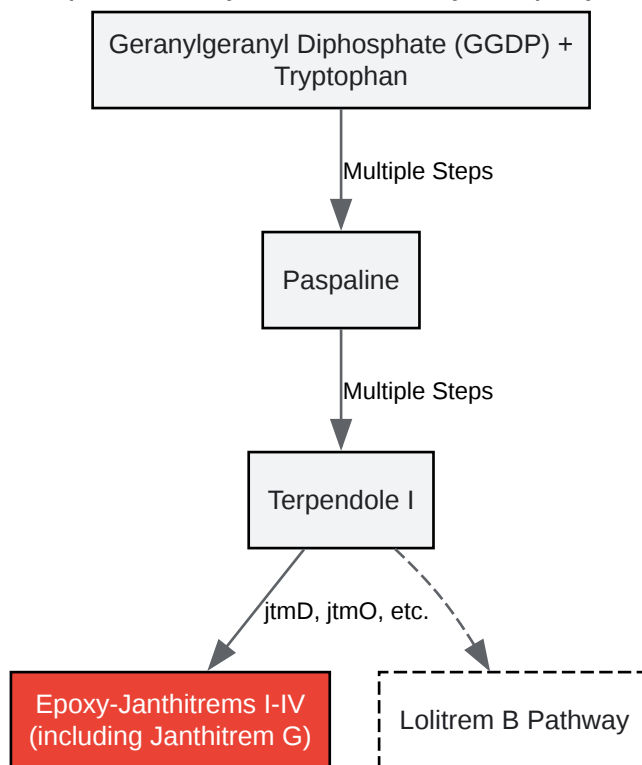 Geranylgeranyl Diphosphate (GGDP) +
Tryptophan
Multiple Steps
Paspaline
Multiple Steps
Terpendole I
jtmD, jtmO, etc.
Epoxy-Janthitrems I-IV
(including Janthitrem G)
Lolitrem B Pathway